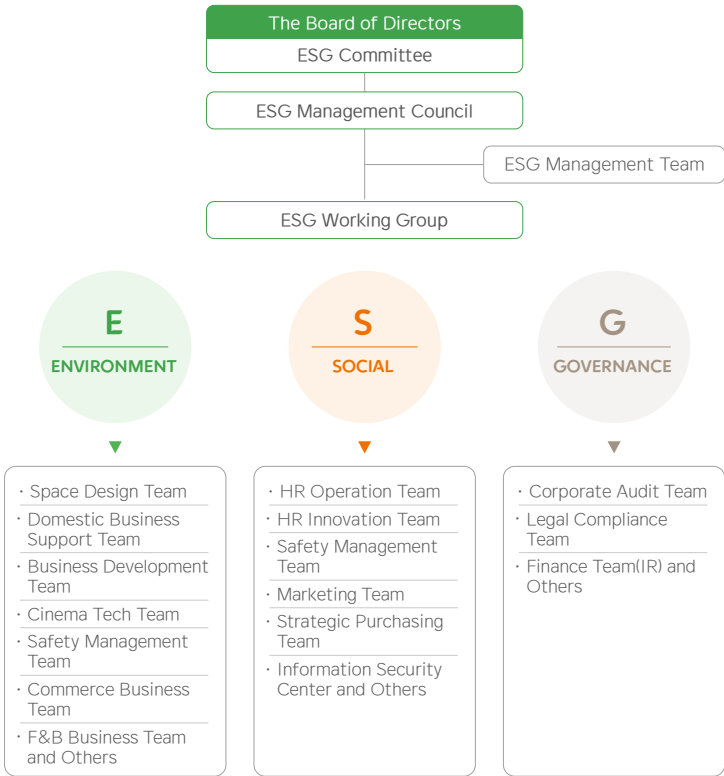 The Board of Directors
ESG Committee
ESG Management Council
ESG Management Team
ESG Working Group
E
ENVIRONMENT
S
SOCIAL
G
GOVERNANCE
· Space Design Team
· Domestic Business
Support Team
· Business Development
Team
· Cinema Tech Team
· Safety Management
Team
· Commerce Business
Team
· F&B Business Team
and Others
· HR Operation Team
· HR Innovation Team
· Safety Management
Team
· Marketing Team
· Strategic Purchasing
Team
· Information Security
Center and Others
· Corporate Audit Team
· Legal Compliance
Team
· Finance Team(IR) and
Others